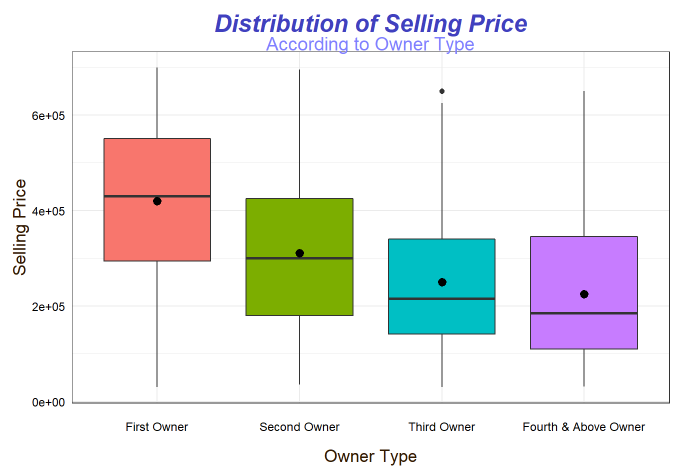 Distribution of Selling Price
According to Owner Type
Selling Price
6e+05
4e+05
2e+05
0e+00
First Owner
Second Owner
Third Owner
Fourth & Above Owner
Owner Type